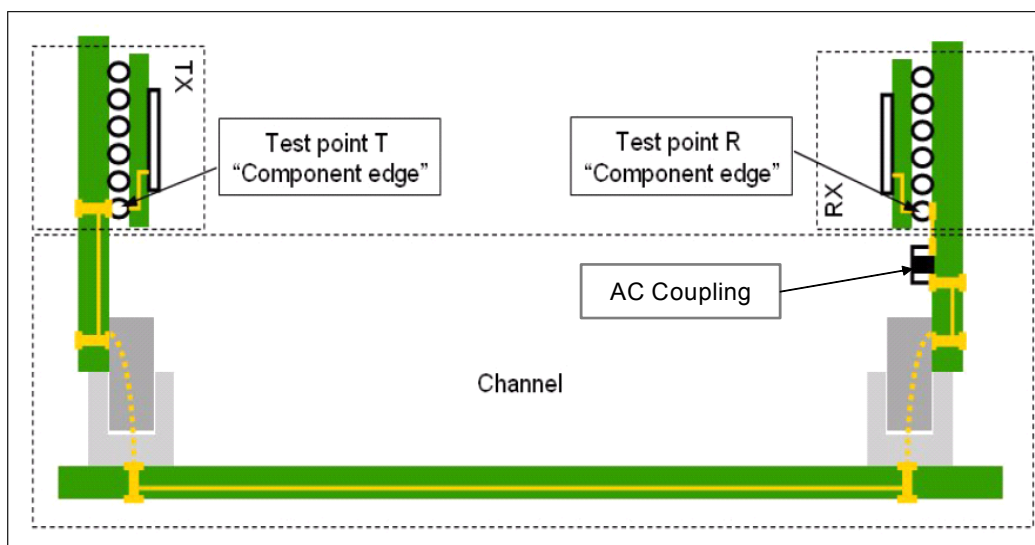 TX
Test point T
“Component edge”
Test point R
“Component edge”
RX
AC Coupling
Channel